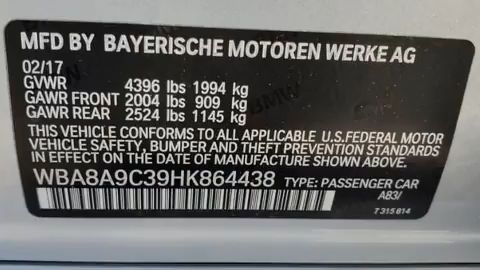 MFD BY BAYERISCHE MOTOREN WERKE AG
02/17
GVWR 4396 lbs 1994 kg
GAWR FRONT 2004 lbs 909 kg
GAWR REAR 2524 lbs 1145 kg
THIS VEHICLE CONFORMS TO ALL APPLICABLE U.S.FEDERAL MOTOR
VEHICLE SAFETY, BUMPER AND THEFT PREVENTION STANDARDS
IN EFFECT ON THE DATE OF MANUFACTURE SHOWN ABOVE.
WBA8A9C39HK864438 TYPE: PASSENGER CAR
A83/
7 315 814
BMW